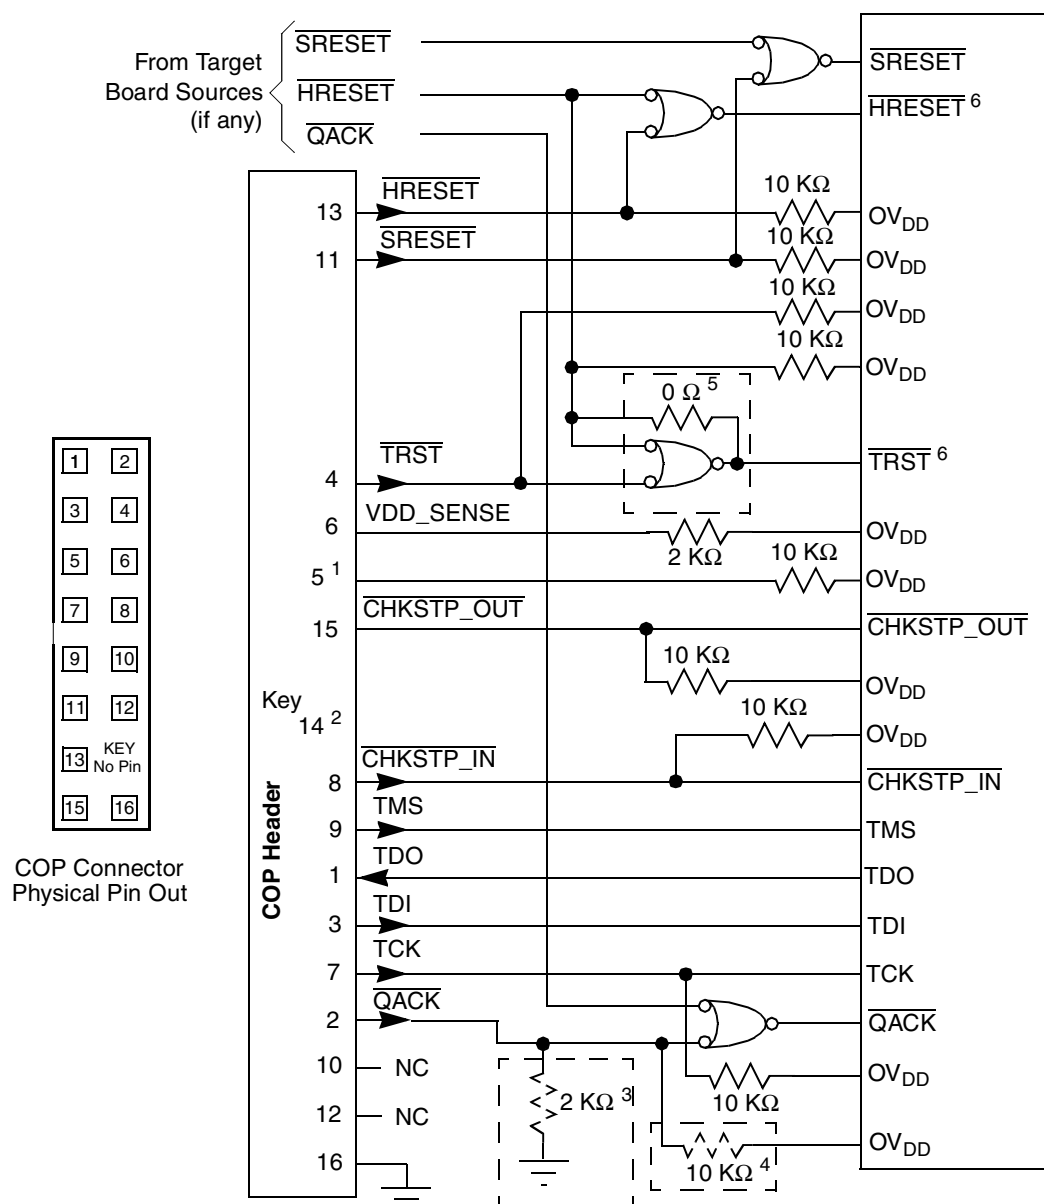 From Target
Board Sources
(if any)
SRESET
HRESET
QACK
SRESET
HRESET 6
13 HRESET 10 KΩ OVDD
11 SRESET 10 KΩ OVDD
10 KΩ OVDD
10 KΩ OVDD
0 Ω 5
4 TRST TRST 6
6 VDD_SENSE 2 KΩ OVDD
5 1 10 KΩ OVDD
15 CHKSTP_OUT CHKSTP_OUT
10 KΩ OVDD
Key
14 2
10 KΩ OVDD
8 CHKSTP_IN CHKSTP_IN
9 TMS TMS
1 TDO TDO
3 TDI TDI
7 TCK TCK
2 QACK QACK
10 NC
10 KΩ OVDD
12 NC
2 KΩ 3
10 KΩ 4 OVDD
16
COP Header
1 2
3 4
5 6
7 8
9 10
11 12
13 KEY
No Pin
15 16
COP Connector
Physical Pin Out